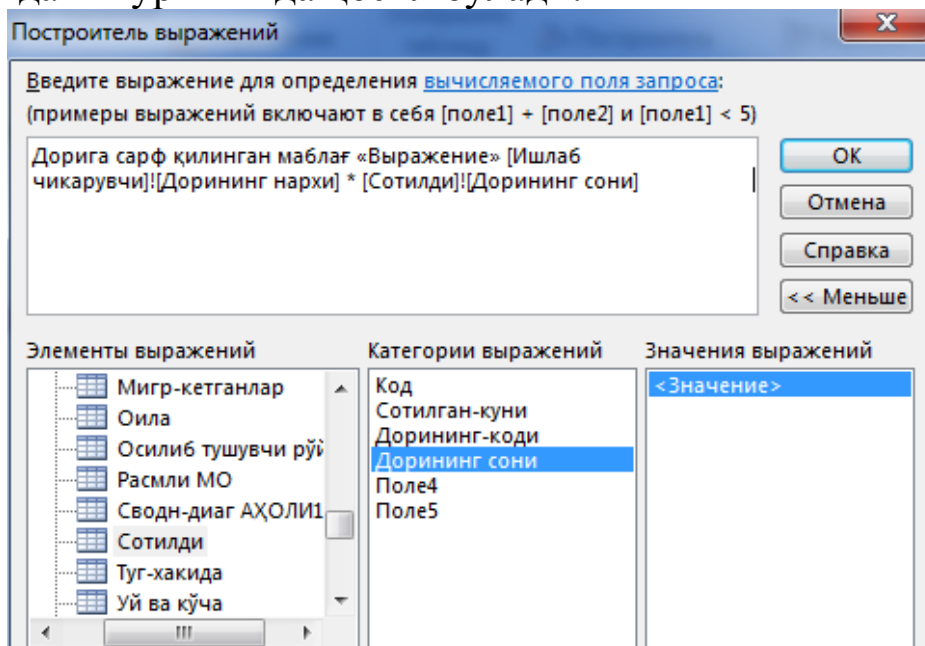 Построитель выражений
Введите выражение для определения вычисляемого поля запроса:
(примеры выражений включают в себя [поле1] + [поле2] и [поле1] < 5)
Дорига сарф қилинган маблағ «Выражение» [Ишлаб
чикарувчи]![Дорининг нархи] * [Сотилди]![Дорининг сони]
ОК
Отмена
Справка
<< Меньше
Элементы выражений
Мигр-кетганлар
Оила
Осилиб тушувчи рўй
Расмли МО
Сводн-диаг АҲОЛИ1
Сотилди
Туг-хакида
Уй ва кўча
Категории выражений
Код
Сотилган-куни
Дорининг-коди
Дорининг сони
Поле4
Поле5
Значения выражений
<Значение>